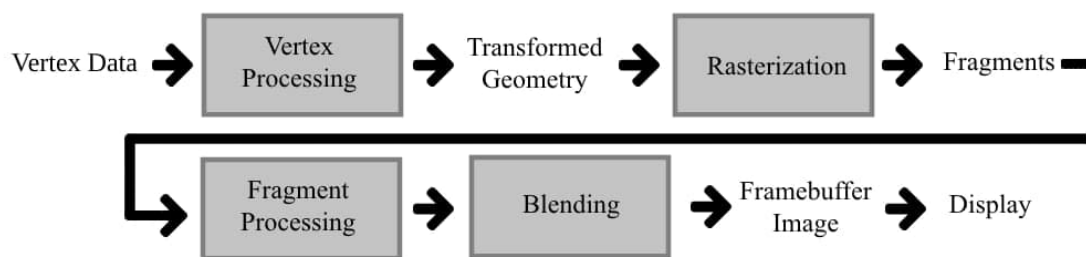 Vertex Data
Vertex
Processing
Transformed
Geometry
Rasterization
Fragments
Fragment
Processing
Blending
Framebuffer
Image
Display